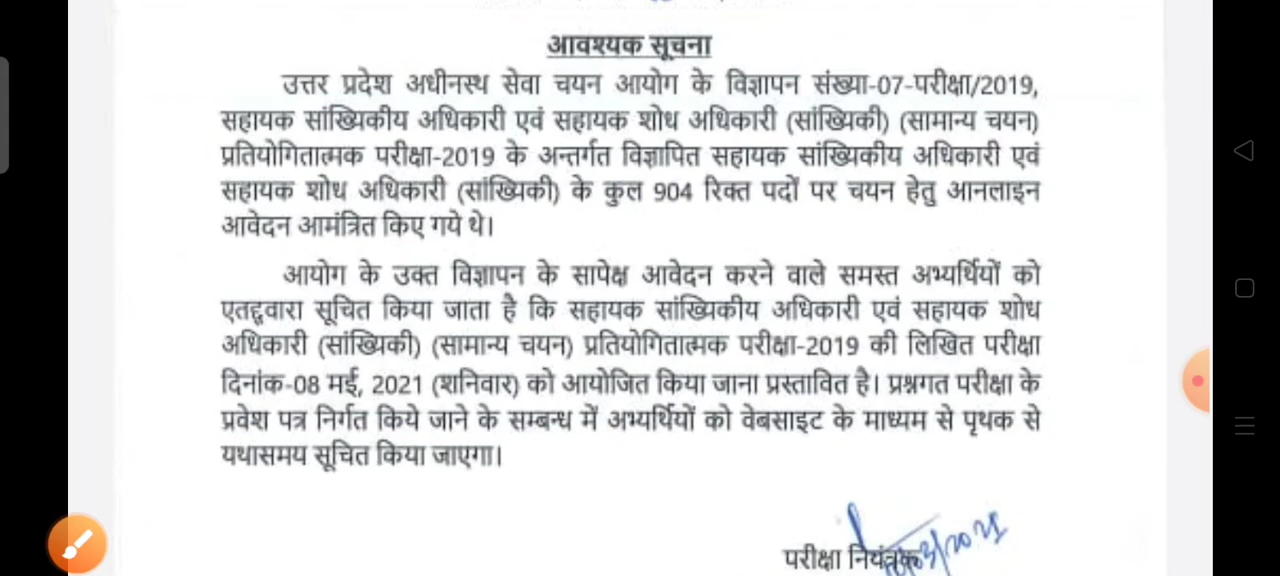 आवश्यक सूचना
उत्तर प्रदेश अधीनस्थ सेवा चयन आयोग के विज्ञापन संख्या-07-परीक्षा/2019,
सहायक सांख्यिकीय अधिकारी एवं सहायक शोध अधिकारी (सांख्यिकी) (सामान्य चयन)
प्रतियोगितात्मक परीक्षा-2019 के अन्तर्गत विज्ञापित सहायक सांख्यिकीय अधिकारी एवं
सहायक शोध अधिकारी (सांख्यिकी) के कुल 904 रिक्त पदों पर चयन हेतु आनलाइन
आवेदन आमंत्रित किए गये थे।
आयोग के उक्त विज्ञापन के सापेक्ष आवेदन करने वाले समस्त अभ्यर्थियों को
एतद्द्वारा सूचित किया जाता है कि सहायक सांख्यिकीय अधिकारी एवं सहायक शोध
अधिकारी (सांख्यिकी) (सामान्य चयन) प्रतियोगितात्मक परीक्षा-2019 की लिखित परीक्षा
दिनांक-08 मई, 2021 (शनिवार) को आयोजित किया जाना प्रस्तावित है। प्रश्नगत परीक्षा के
प्रवेश पत्र निर्गत किये जाने के सम्बन्ध में अभ्यर्थियों को वेबसाइट के माध्यम से पृथक से
यथासमय सूचित किया जाएगा।
परीक्षा नियंत्रक